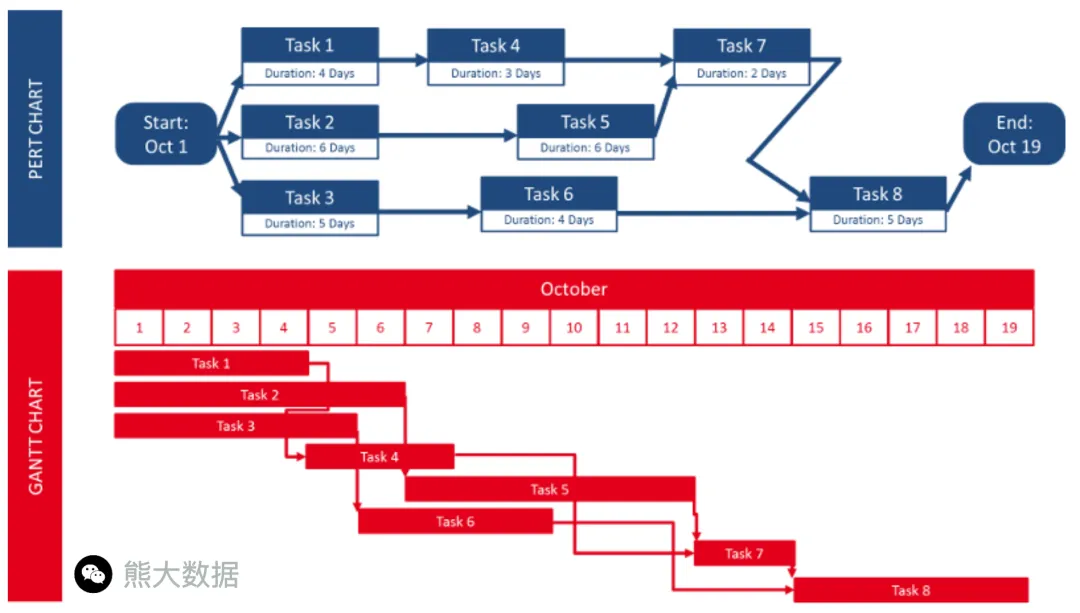 PERT CHART
Task 1
Duration: 4 Days
Task 4
Duration: 3 Days
Task 7
Duration: 2 Days
Start:
Oct 1
Task 2
Duration: 6 Days
Task 5
Duration: 6 Days
End:
Oct 19
Task 3
Duration: 5 Days
Task 6
Duration: 4 Days
Task 8
Duration: 5 Days
GANTT CHART
October
1 2 3 4 5 6 7 8 9 10 11 12 13 14 15 16 17 18 19
Task 1
Task 2
Task 3
Task 4
Task 5
Task 6
Task 7
Task 8
熊大数据